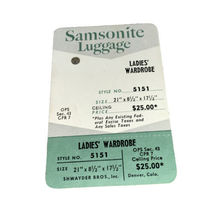 Samsonite
Luggage
LADIES' WARDROBE
STYLE NO. 5151
SIZE 21" x 8½" x 17½"
OPS
Sec. 43
CPR 7
CEILING
PRICE $25.00*
* Plus Any Existing Fed-
eral Excise Taxes and
Any Sales Taxes
LADIES' WARDROBE
STYLE NO. 5151
OPS Sec. 43
CPR 7
Ceiling Price
SIZE 21" x 8½" x 17½"
$25.00*
SHWAYDER BROS., Inc. Denver, Colo.